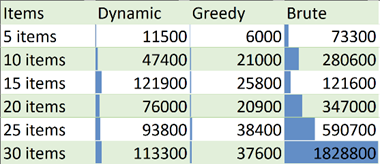 Items Dynamic Greedy Brute
5 items 11500 6000 73300
10 items 47400 21000 280600
15 items 121900 25800 121600
20 items 76000 20900 347000
25 items 93800 38400 590700
30 items 113300 37600 1828800